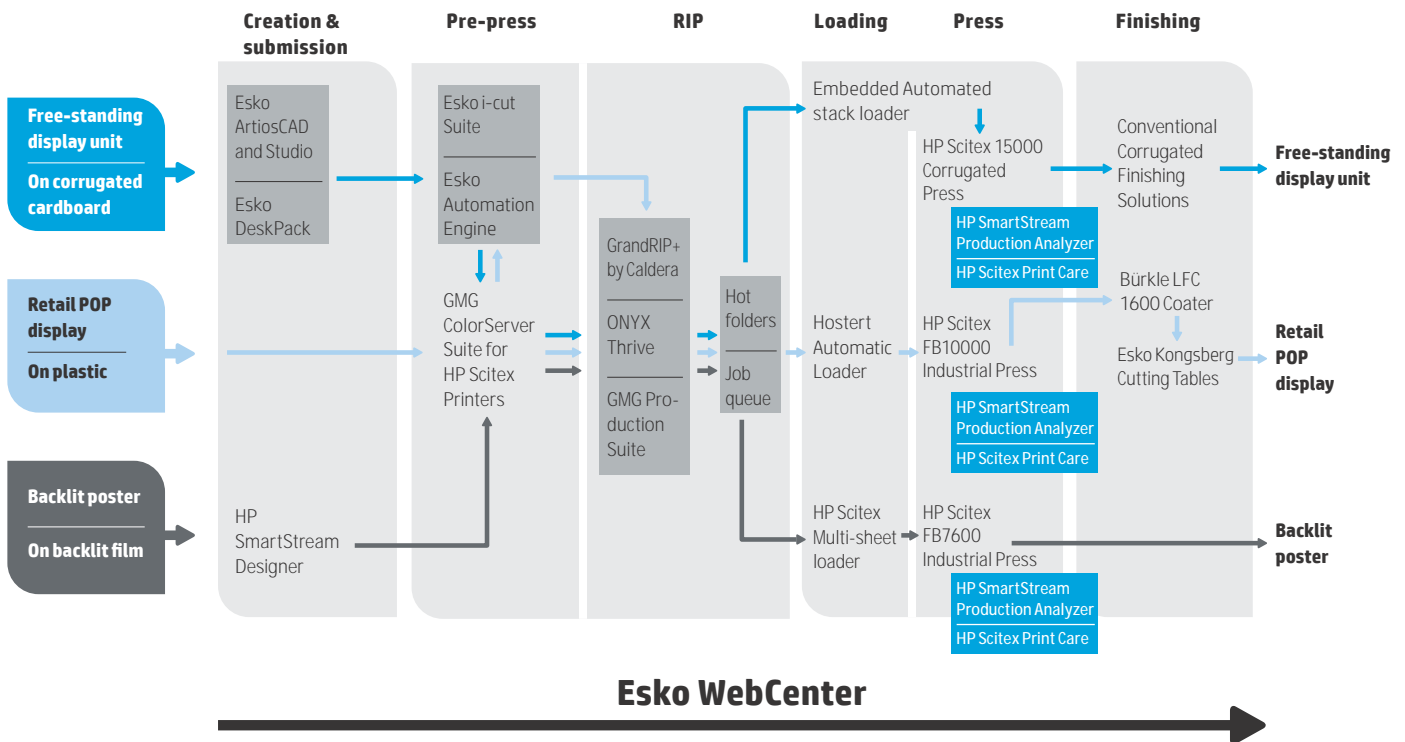 Creation &
submission
Pre-press
RIP
Loading
Press
Finishing
Free-standing
display unit
On corrugated
cardboard
Esko
ArtiosCAD
and Studio
Esko
DeskPack
Esko i-cut
Suite
Esko
Automation
Engine
Embedded Automated
stack loader
HP Scitex 15000
Corrugated
Press
HP SmartStream
Production Analyzer
HP Scitex Print Care
Conventional
Corrugated
Finishing
Solutions
Free-standing
display unit
Retail POP
display
On plastic
GMG
ColorServer
Suite for
HP Scitex
Printers
GrandRIP+
by Caldera
ONYX
Thrive
GMG Pro-
duction
Suite
Hot
folders
Job
queue
Hostert
Automatic
Loader
HP Scitex
FB10000
Industrial Press
HP SmartStream
Production Analyzer
HP Scitex Print Care
Bürkle LFC
1600 Coater
Esko Kongsberg
Cutting Tables
Retail
POP
display
Backlit poster
On backlit film
HP
SmartStream
Designer
HP Scitex
Multi-sheet
loader
HP Scitex
FB7600
Industrial Press
HP SmartStream
Production Analyzer
HP Scitex Print Care
Backlit
poster
Esko WebCenter